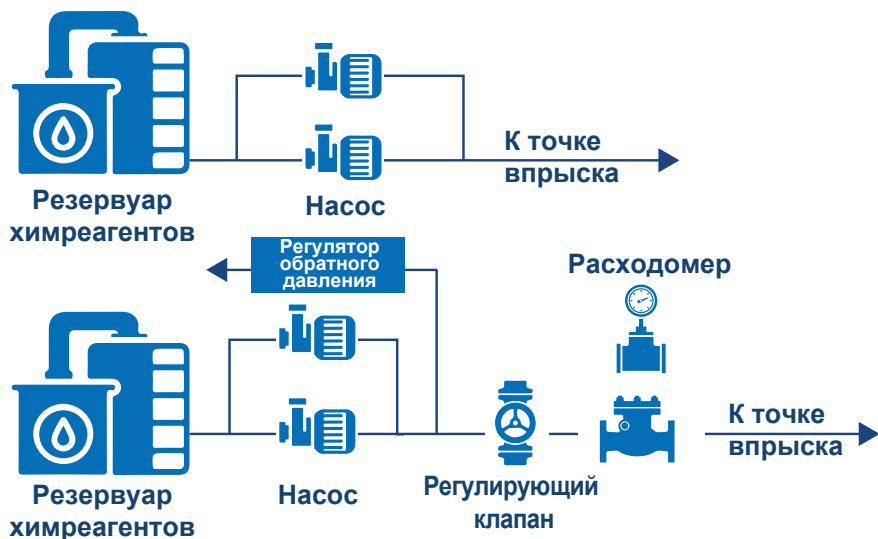 К точке
впрыска
Резервуар
химреагентов
Насос
Регулятор
обратного
давления
Расходомер
К точке
впрыска
Резервуар
химреагентов
Насос
Регулирующий
клапан